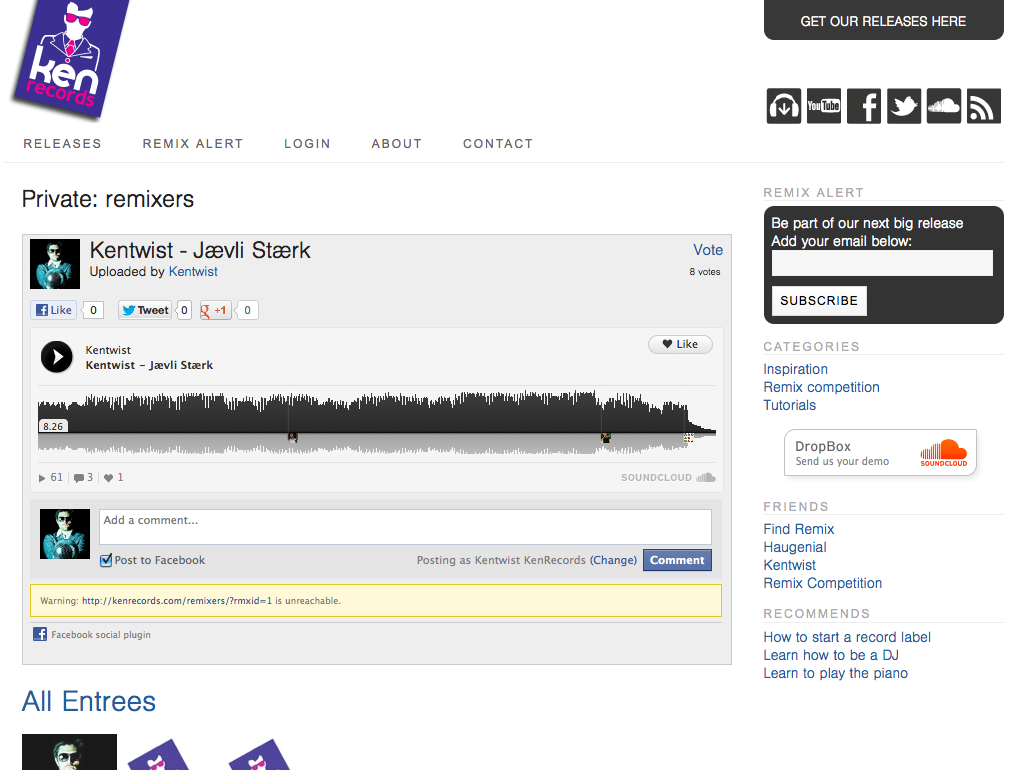 ken
records
GET OUR RELEASES HERE
You Tube
RELEASES
REMIX ALERT
LOGIN
ABOUT
CONTACT
Private: remixers
Kentwist - Jævli Stærk
Uploaded by Kentwist
Vote
8 votes
Like
0
Tweet
0
+1
0
Kentwist
Kentwist – Jævli Stærk
Like
8.26
61
3
1
SOUNDCLOUD
Add a comment...
Post to Facebook
Posting as Kentwist KenRecords (Change)
Comment
Warning: http://kenrecords.com/remixers/?rmxid=1 is unreachable.
Facebook social plugin
All Entrees
REMIX ALERT
Be part of our next big release
Add your email below:
SUBSCRIBE
CATEGORIES
Inspiration
Remix competition
Tutorials
DropBox
Send us your demo
SOUNDCLOUD
FRIENDS
Find Remix
Haugenial
Kentwist
Remix Competition
RECOMMENDS
How to start a record label
Learn how to be a DJ
Learn to play the piano